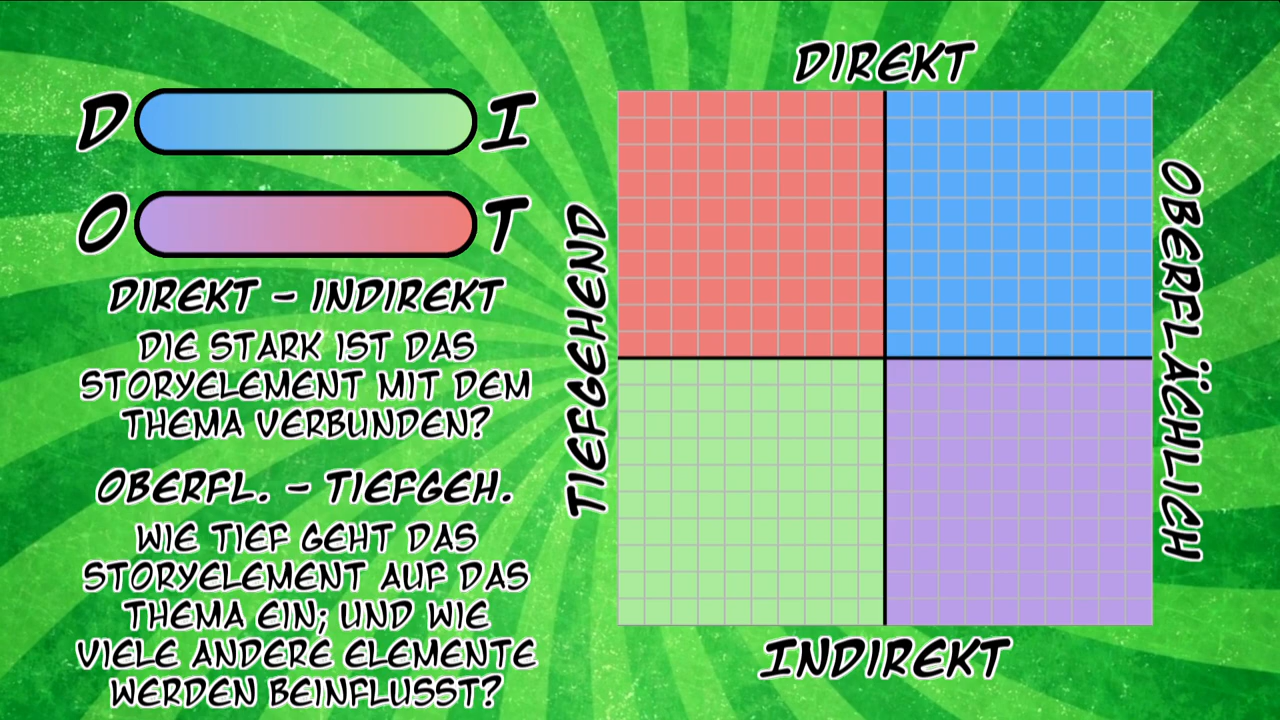 D I
O T
DIREKT - INDIREKT
DIE STARK IST DAS
STORYELEMENT MIT DEM
THEMA VERBUNDEN?
OBERFL. - TIEFGEH.
WIE TIEF GEHT DAS
STORYELEMENT AUF DAS
THEMA EIN; UND WIE
VIELE ANDERE ELEMENTE
WERDEN BEINFLUSST?
DIREKT
TIEFGEHEND
OBERFLÄCHLICH
INDIREKT